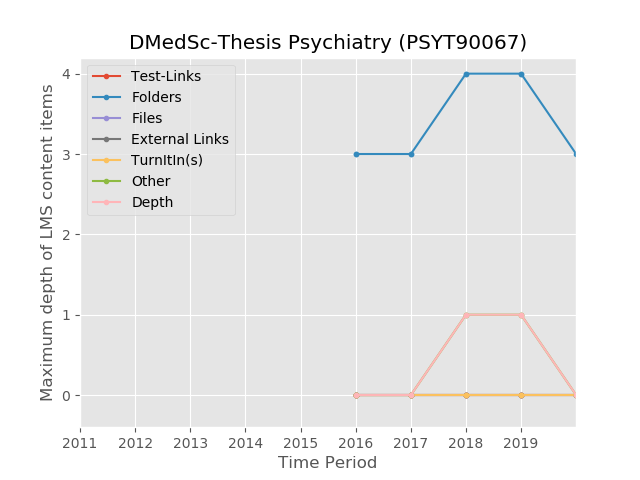 DMedSc-Thesis Psychiatry (PSYT90067)
Test-Links
Folders
Files
External Links
TurnItIn(s)
Other
Depth
Maximum depth of LMS content items
4
3
2
1
0
2011 2012 2013 2014 2015 2016 2017 2018 2019
Time Period